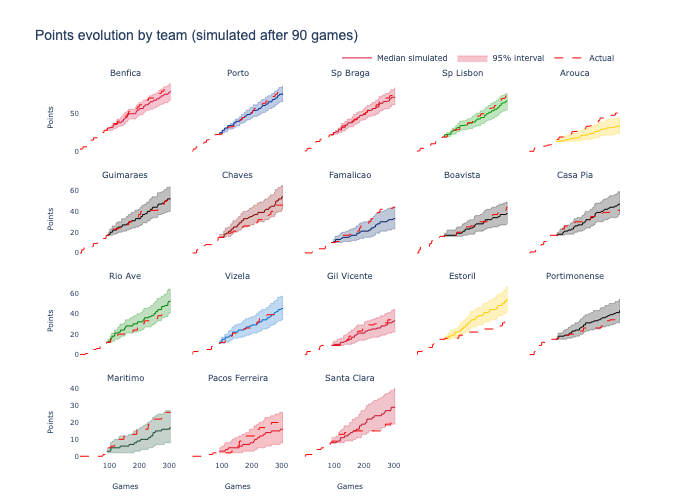 Points evolution by team (simulated after 90 games)
Median simulated 95% interval Actual
Benfica Porto Sp Braga Sp Lisbon Arouca
50
0
Points
Guimaraes Chaves Famalicao Boavista Casa Pia
60
40
20
0
Points
Rio Ave Vizela Gil Vicente Estoril Portimonense
60
40
20
0
Points
Maritimo Pacos Ferreira Santa Clara
40
30
20
10
0
Points
100 200 300 100 200 300 100 200 300
Games Games Games